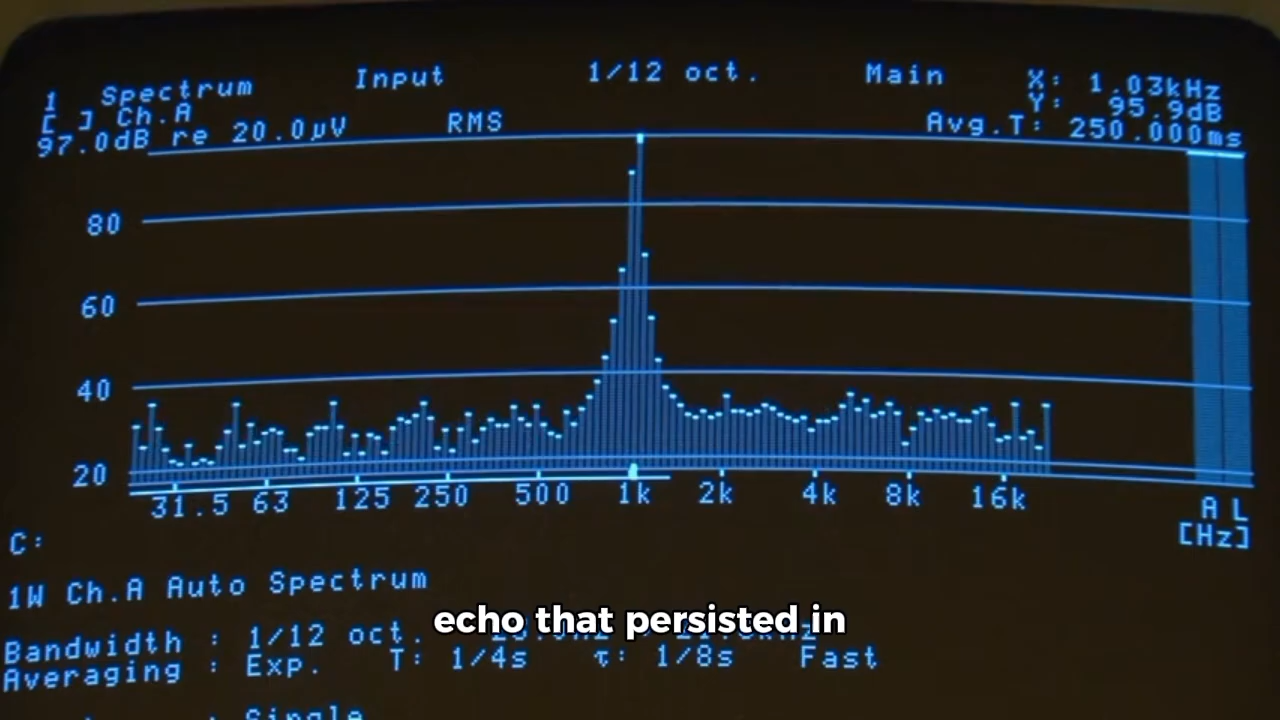 1 Spectrum Input 1/12 oct. Main X: 1.03kHz
[ ] Ch.A Y: 95.9dB
97.0dB re 20.0µV RMS Avg.T: 250.000ms
80
60
40
20
31.5 63 125 250 500 1k 2k 4k 8k 16k A L
[Hz]
C:
1W Ch.A Auto Spectrum
echo that persisted in
Bandwidth : 1/12 oct.
Averaging : Exp. T: 1/4s τ: 1/8s Fast
: Single